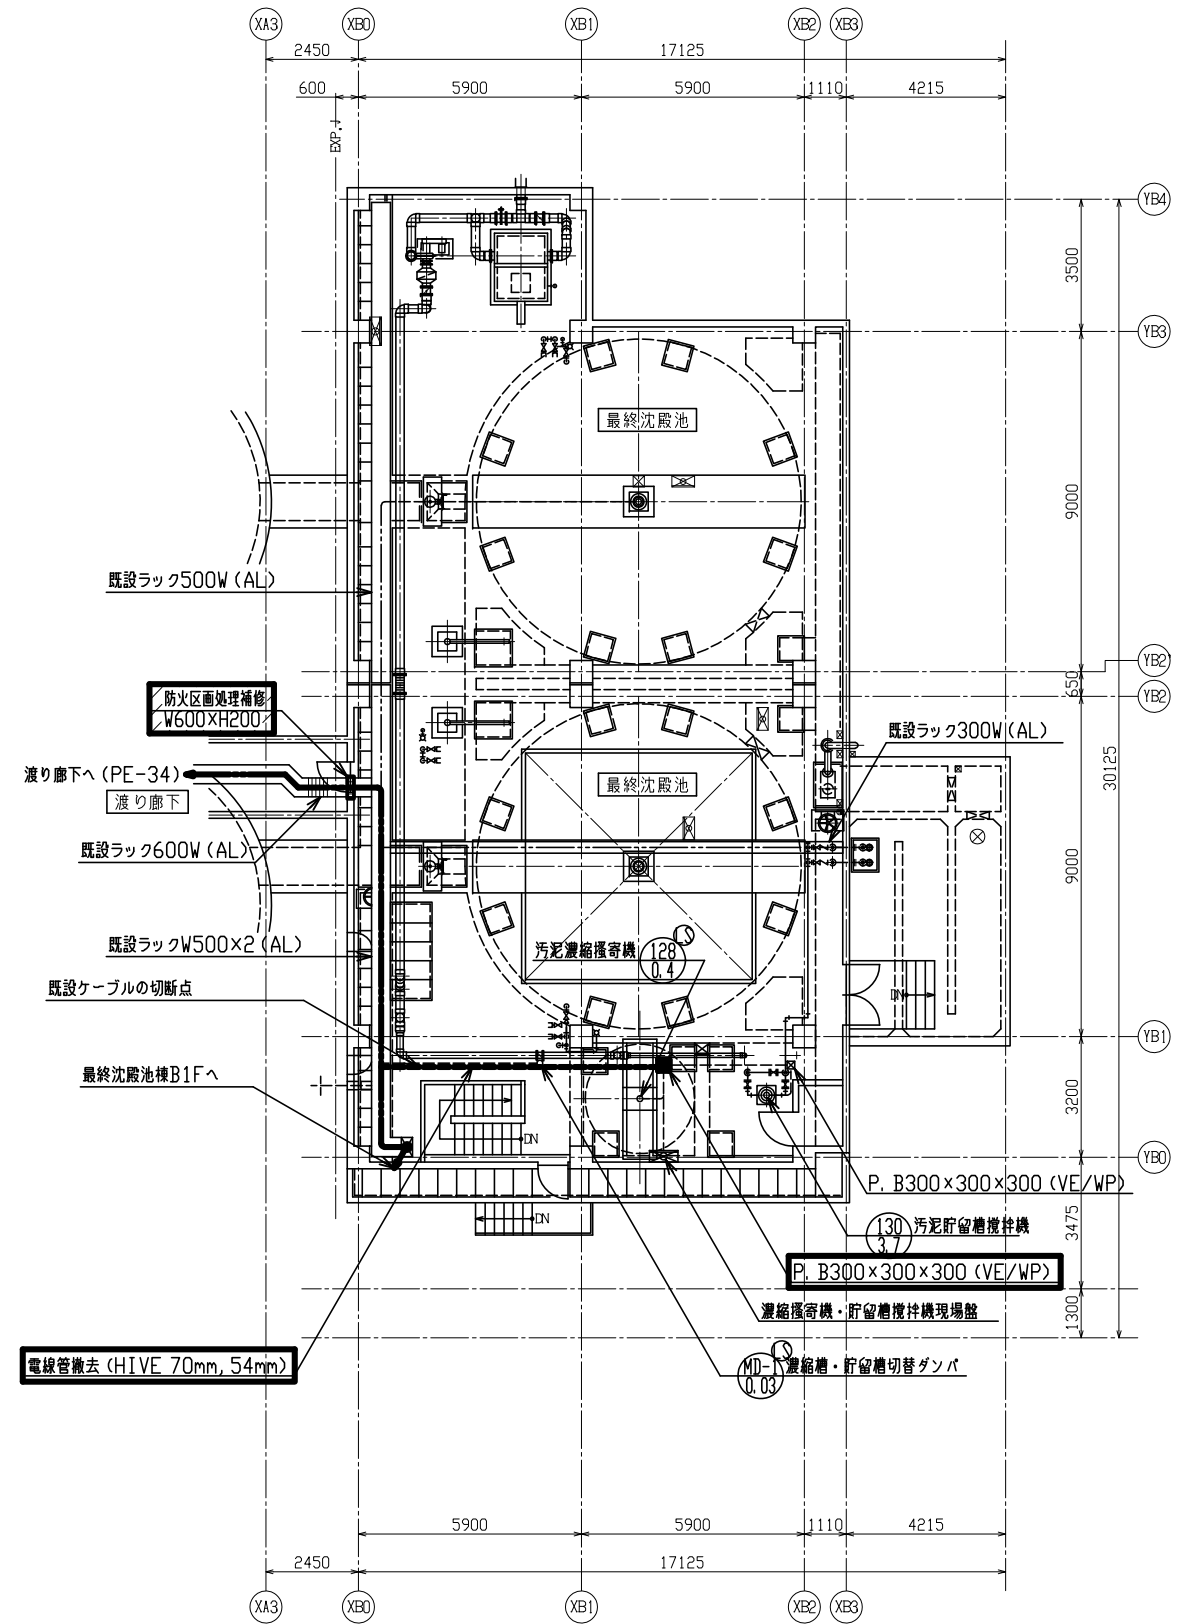 XA3 XB0 XB1 XB2 XB3
2450 17125
600 5900 5900 1110 4215
EXP.J
YB4
3500
YB3
最終沈殿池
9000
既設ラック500W(AL)
YB2'
650
YB2
防火区画処理補修
W600×H200
既設ラック300W(AL)
30125
渡り廊下へ(PE-34)
渡り廊下
最終沈殿池
既設ラック600W(AL)
9000
既設ラックW500×2(AL)
汚泥濃縮掻寄機
128
0.4
LS
既設ケーブルの切断点
DN
YB1
最終沈殿池棟B1Fへ
3200
DN
YB0
P. B300×300×300(VE/WP)
DN
130
3.7
汚泥貯留槽撹拌機
3475
P. B300×300×300(VE/WP)
濃縮掻寄機・貯留槽撹拌機現場盤
1300
電線管撤去(HIVE 70mm, 54mm)
MD-1
0.03
LS
濃縮槽・貯留槽切替ダンパ
5900 5900 1110 4215
2450 17125
XA3 XB0 XB1 XB2 XB3